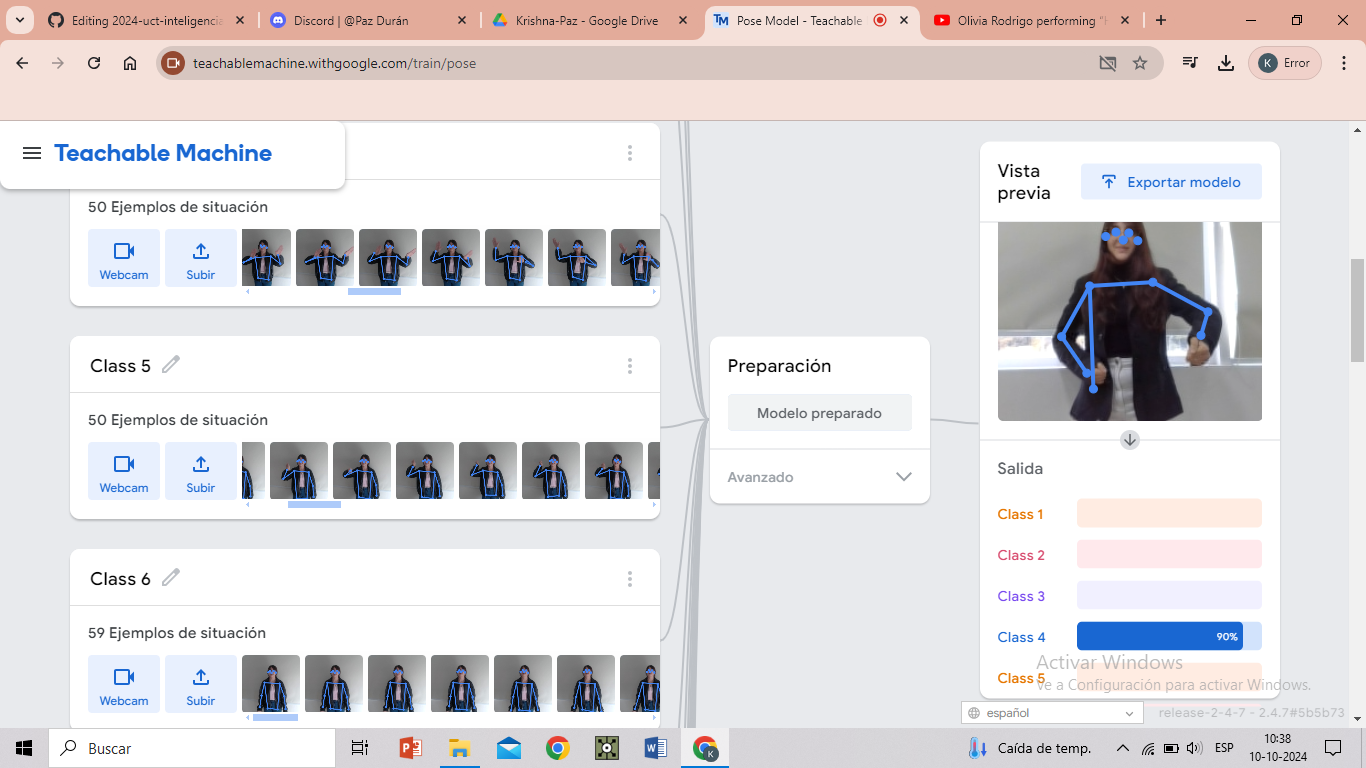 Editing 2024-uct-inteligencia
Discord | @Paz Durán
Krishna-Paz - Google Drive
Pose Model - Teachable
Olivia Rodrigo performing "
teachablemachine.withgoogle.com/train/pose
K Error
Teachable Machine
50 Ejemplos de situación
Webcam
Subir
Class 5
50 Ejemplos de situación
Webcam
Subir
Class 6
59 Ejemplos de situación
Webcam
Subir
Preparación
Modelo preparado
Avanzado
Vista
previa
Exportar modelo
Salida
Class 1
Class 2
Class 3
Class 4
90%
Class 5
Activar Windows
Ve a Configuración para activar Windows.
español
release-2-4-7 - 2.4.7#5b5b73
Buscar
Caída de temp.
ESP
10:38
10-10-2024